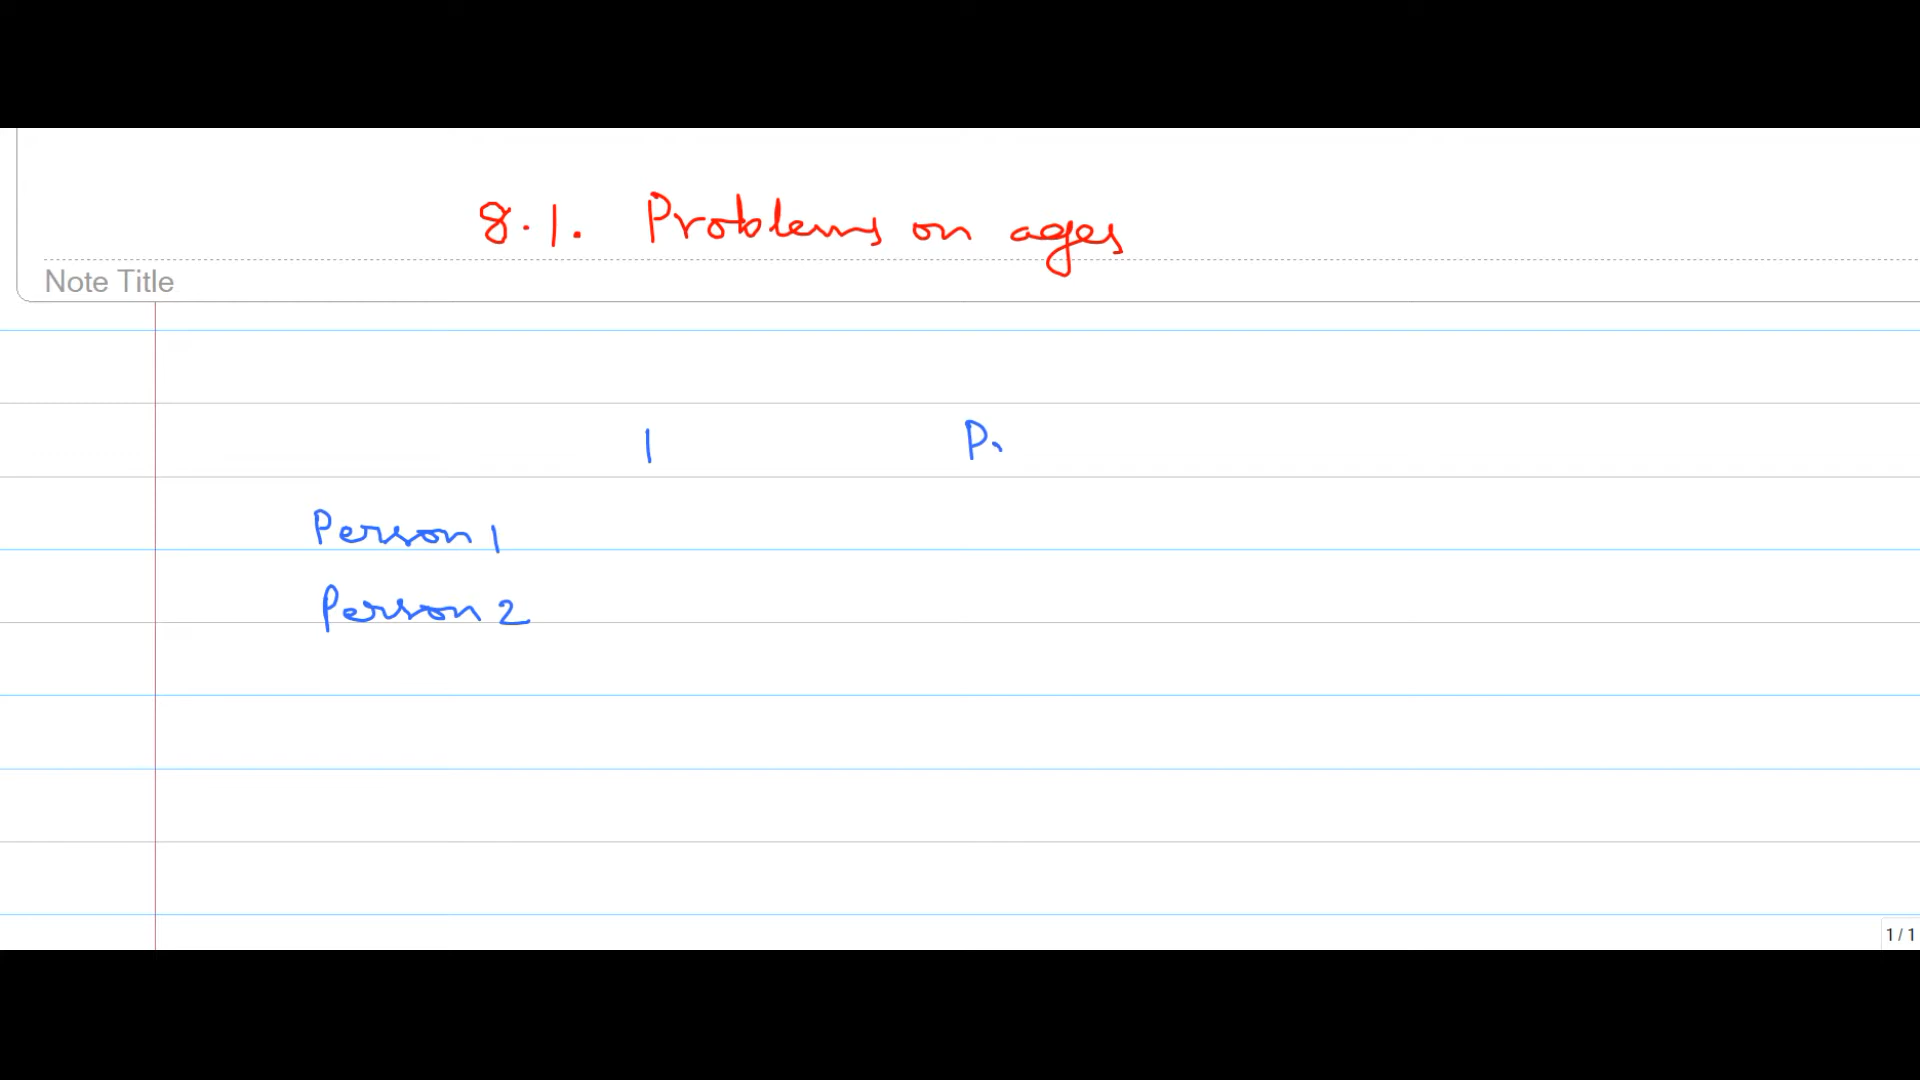 8.1. Problems on ages
Note Title
1 P.
Person 1
Person 2
1 / 1